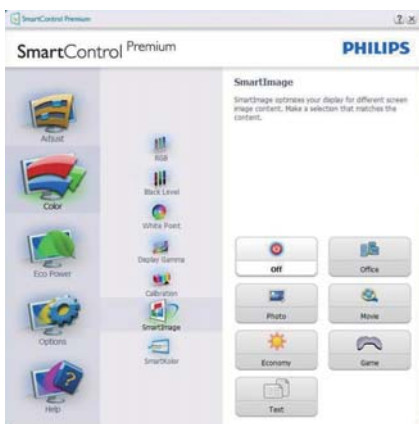 SmartControl Premium
SmartControl Premium
PHILIPS
Adjust
Color
Eco Power
Options
Help
RGB
Black Level
White Point
Display Gamma
Calibration
SmartImage
SmartKolor
SmartImage
SmartImage optimizes your display for different screen
image content. Make a selection that matches the
content.
Off
Office
Photo
Movie
Economy
Game
Text